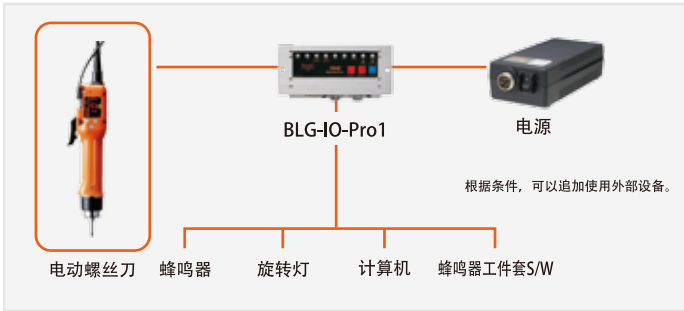 BLG-IO-Pro1
电源
根据条件，可以追加使用外部设备。
电动螺丝刀
蜂鸣器
旋转灯
计算机
蜂鸣器工件套S/W